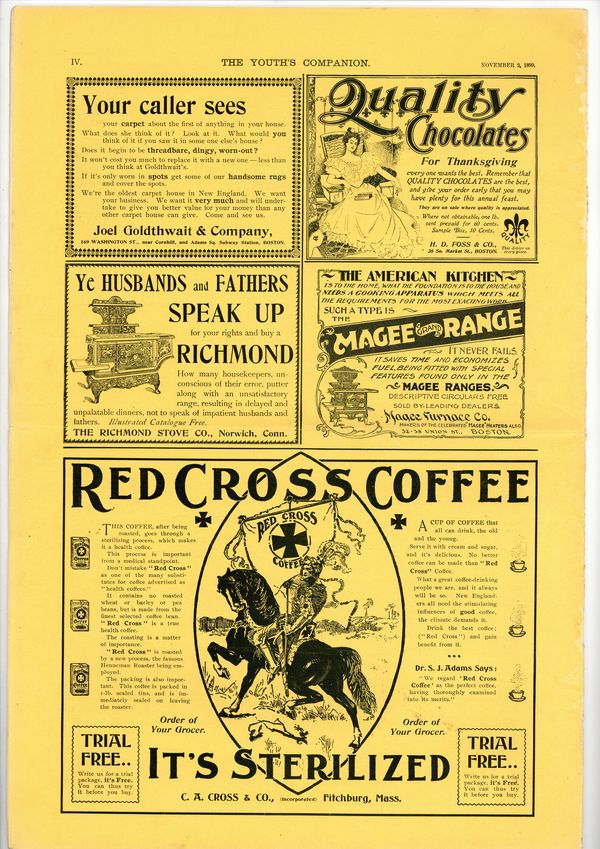 IV.
THE YOUTH'S COMPANION.
NOVEMBER 2, 1899.
Your caller sees
your carpet about the first of anything in your house.
What does she think of it? Look at it. What would you
think of it if you saw it in some one else's house?
Does it begin to be threadbare, dingy, worn-out?
It won't cost you much to replace it with a new one—less than
you think at Goldthwait's.
If it's only worn in spots get some of our handsome rugs
and cover the spots.
We're the oldest carpet house in New England. We want
your business. We want it very much and will under-
take to give you better value for your money than any
other carpet house can give. Come and see us.
Joel Goldthwait & Company,
169 WASHINGTON ST., near Cornhill, and Adams Sq. Subway Station, BOSTON.
Quality
Chocolates
For Thanksgiving
every one wants the best. Remember that
QUALITY CHOCOLATES are the best,
and give your order early that you may
have plenty for this annual feast.
They are on sale where quality is appreciated.
Where not obtainable, one lb.
sent prepaid for 60 cents.
Sample Box, 10 Cents.
H. D. FOSS & CO.,
38 So. Market St., BOSTON.
QUALITY
This device on
every piece.
Ye HUSBANDS and FATHERS
SPEAK UP
for your rights and buy a
RICHMOND
How many housekeepers, un-
conscious of their error, putter
along with an unsatisfactory
range, resulting in delayed and
unpalatable dinners, not to speak of impatient husbands and
fathers. Illustrated Catalogue Free.
THE RICHMOND STOVE CO., Norwich, Conn.
THE AMERICAN KITCHEN
IS TO THE HOME, WHAT THE FOUNDATION IS TO THE HOUSE AND
NEEDS A COOKING APPARATUS WHICH MEETS ALL
THE REQUIREMENTS FOR THE MOST EXACTING WORK.
SUCH A TYPE IS
THE
MAGEE GRAND RANGE
IT NEVER FAILS.
IT SAVES TIME AND ECONOMIZES
FUEL, BEING FITTED WITH SPECIAL
FEATURES FOUND ONLY IN THE
MAGEE RANGES.
DESCRIPTIVE CIRCULARS FREE
SOLD BY LEADING DEALERS.
Magee Furnace Co.
MAKERS OF THE CELEBRATED "MAGEE" HEATERS ALSO
32-38 UNION ST., BOSTON.
RED CROSS COFFEE
THIS COFFEE, after being
roasted, goes through a
sterilising process, which makes
it a health coffee.
This process is important
from a medical standpoint.
Don't mistake "Red Cross"
as one of the many substi-
tutes for coffee advertised as
"health coffees."
It contains no roasted
wheat or barley or pea
beans, but is made from the
finest selected coffee bean.
"Red Cross" is a true
health coffee.
The roasting is a matter
of importance.
"Red Cross" is roasted
by a new process, the famous
Henneman Roaster being em-
ployed.
The packing is also impor-
tant. This coffee is packed in
1-lb. sealed tins, and is im-
mediately sealed on leaving
the roaster.
RED CROSS
COFFEE
A CUP OF COFFEE that
all can drink, the old
and the young.
Serve it with cream and sugar,
and it's delicious. No better
coffee can be made than "Red
Cross" Coffee.
What a great coffee-drinking
people we are, and it always
will be so. New England-
ers all need the stimulating
influences of good coffee,
the climate demands it.
Drink the best coffee:
("Red Cross") and gain
benefit from it.
Dr. S. J. Adams Says:
"We regard 'Red Cross
Coffee' as the perfect coffee,
having thoroughly examined
into its merits."
Order of
Your Grocer.
Order of
Your Grocer.
TRIAL
FREE..
Write us for a trial
package, it's Free.
You can thus try
it before you buy.
IT'S STERILIZED
TRIAL
FREE..
Write us for a trial
package, it's Free.
You can thus try
it before you buy.
C. A. CROSS & CO., (Incorporated) Fitchburg, Mass.